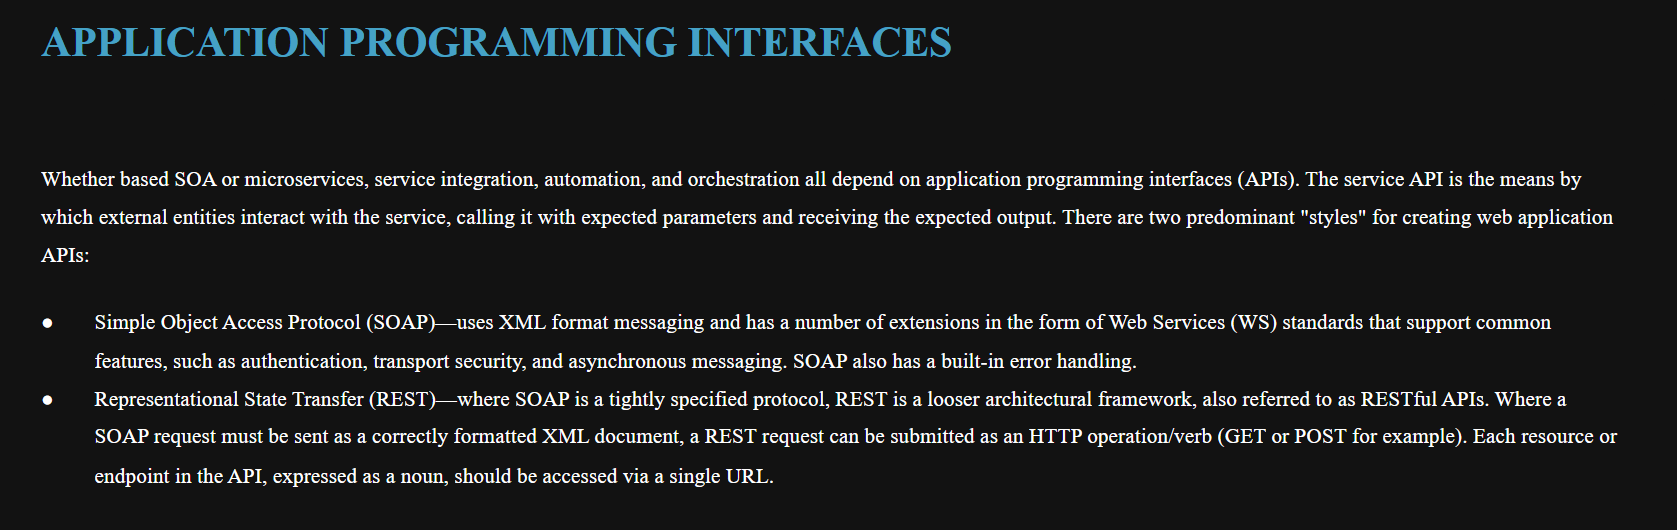 APPLICATION PROGRAMMING INTERFACES
Whether based SOA or microservices, service integration, automation, and orchestration all depend on application programming interfaces (APIs). The service API is the means by
which external entities interact with the service, calling it with expected parameters and receiving the expected output. There are two predominant "styles" for creating web application
APIs:
● Simple Object Access Protocol (SOAP)—uses XML format messaging and has a number of extensions in the form of Web Services (WS) standards that support common
features, such as authentication, transport security, and asynchronous messaging. SOAP also has a built-in error handling.
● Representational State Transfer (REST)—where SOAP is a tightly specified protocol, REST is a looser architectural framework, also referred to as RESTful APIs. Where a
SOAP request must be sent as a correctly formatted XML document, a REST request can be submitted as an HTTP operation/verb (GET or POST for example). Each resource or
endpoint in the API, expressed as a noun, should be accessed via a single URL.